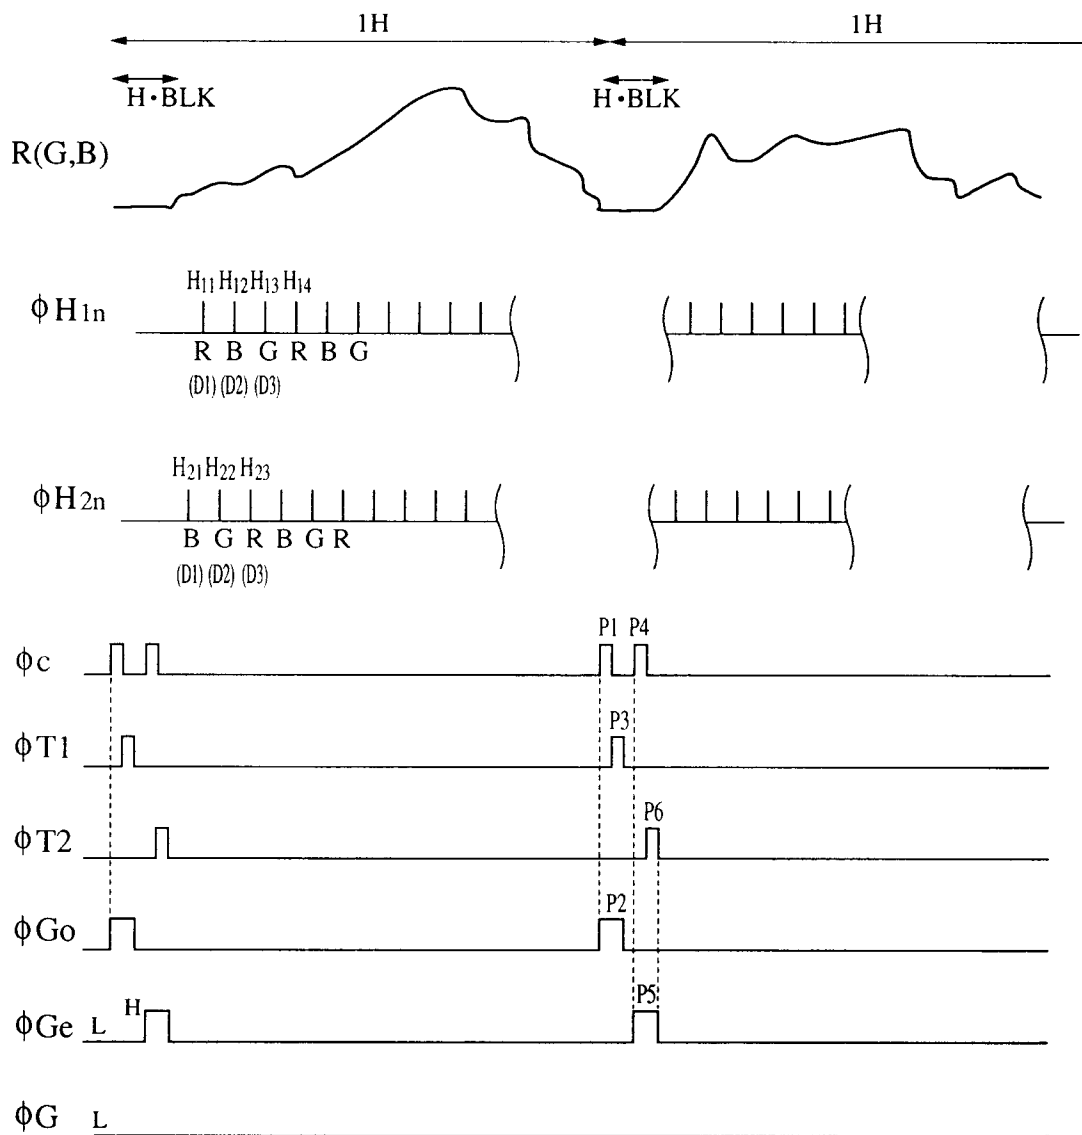 1H 1H
H·BLK H·BLK
R(G,B)
H11 H12 H13 H14
ϕH1n
R B G R B G
(D1) (D2) (D3)
H21 H22 H23
ϕH2n
B G R B G R
(D1) (D2) (D3)
P1 P4
ϕc
P3
ϕT1
P6
ϕT2
P2
ϕGo
H P5
ϕGe L
ϕG L